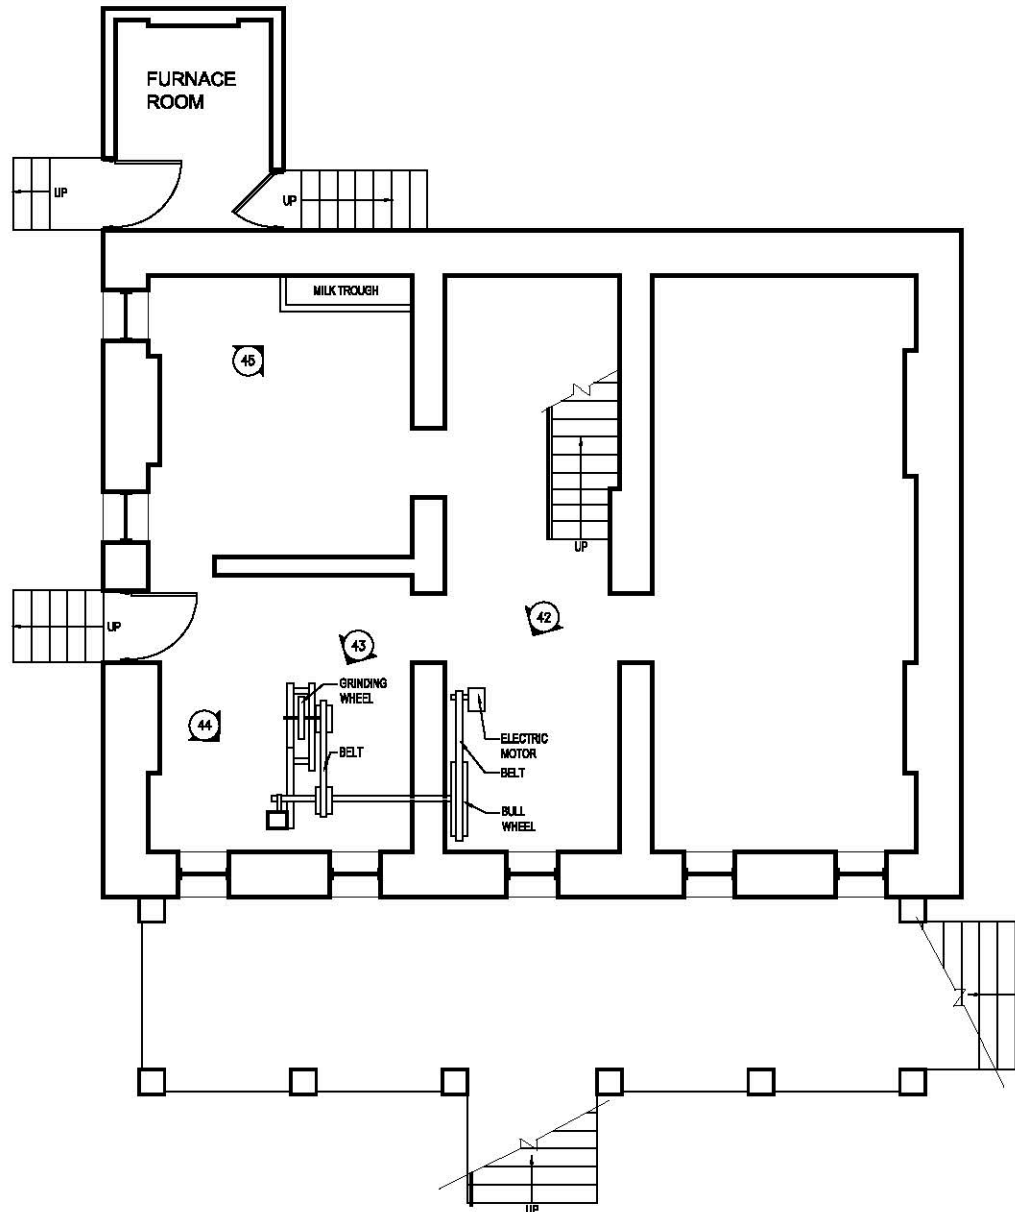 FURNACE
ROOM
UP
UP
MILK TROUGH
45
UP
42
UP
43
GRINDING
WHEEL
44
ELECTRIC
MOTOR
BELT
BELT
BULL
WHEEL
UP